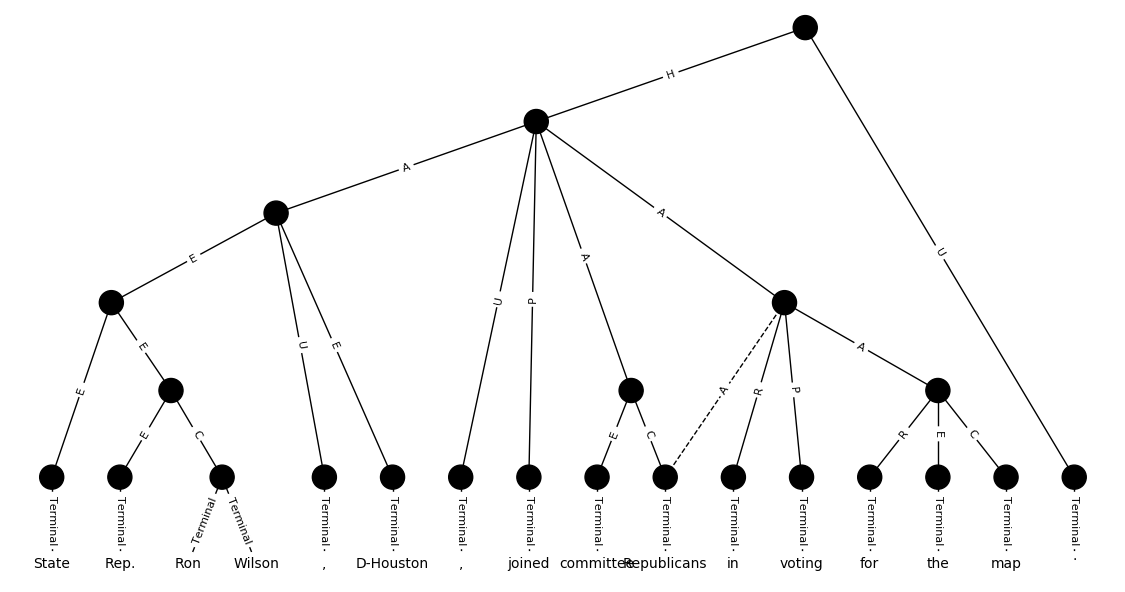 H
A
A
E
U
A
U
P
E
U
E
A
E
A
R
P
E
C
E
C
R
E
C
Terminal Terminal Terminal Terminal Terminal Terminal Terminal Terminal Terminal Terminal Terminal Terminal Terminal Terminal Terminal Terminal Terminal
State Rep. Ron Wilson , D-Houston , joined committee Republicans in voting for the map .